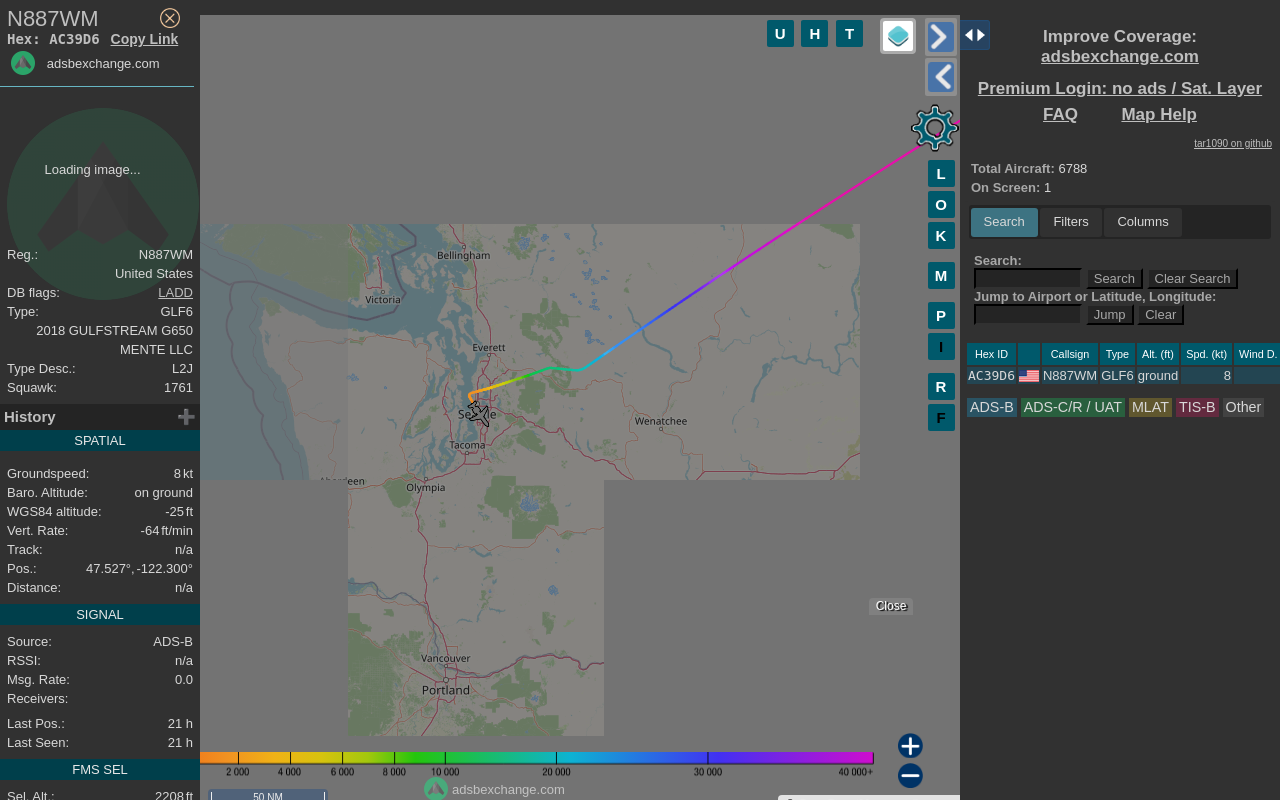 N887WM
Hex: AC39D6 Copy Link
adsbexchange.com
Loading image...
Reg.: N887WM
United States
DB flags: LADD
Type: GLF6
2018 GULFSTREAM G650
MENTE LLC
Type Desc.: L2J
Squawk: 1761
History
SPATIAL
Groundspeed: 8 kt
Baro. Altitude: on ground
WGS84 altitude: -25 ft
Vert. Rate: -64 ft/min
Track: n/a
Pos.: 47.527°, -122.300°
Distance: n/a
SIGNAL
Source: ADS-B
RSSI: n/a
Msg. Rate: 0.0
Receivers:
Last Pos.: 21 h
Last Seen: 21 h
FMS SEL
Sel. Alt.: 2208 ft
U H T
L
O
K
M
P
I
R
F
Bellingham
Victoria
Everett
Seattle
Wenatchee
Tacoma
Aberdeen
Olympia
Vancouver
Portland
Close
2 000 4 000 6 000 8 000 10 000 20 000 30 000 40 000+
adsbexchange.com
50 NM
Improve Coverage:
adsbexchange.com
Premium Login: no ads / Sat. Layer
FAQ Map Help
tar1090 on github
Total Aircraft: 6788
On Screen: 1
Search Filters Columns
Search:
Search Clear Search
Jump to Airport or Latitude, Longitude:
Jump Clear
Hex ID Callsign Type Alt. (ft) Spd. (kt) Wind D.
AC39D6 N887WM GLF6 ground 8
ADS-B ADS-C/R / UAT MLAT TIS-B Other